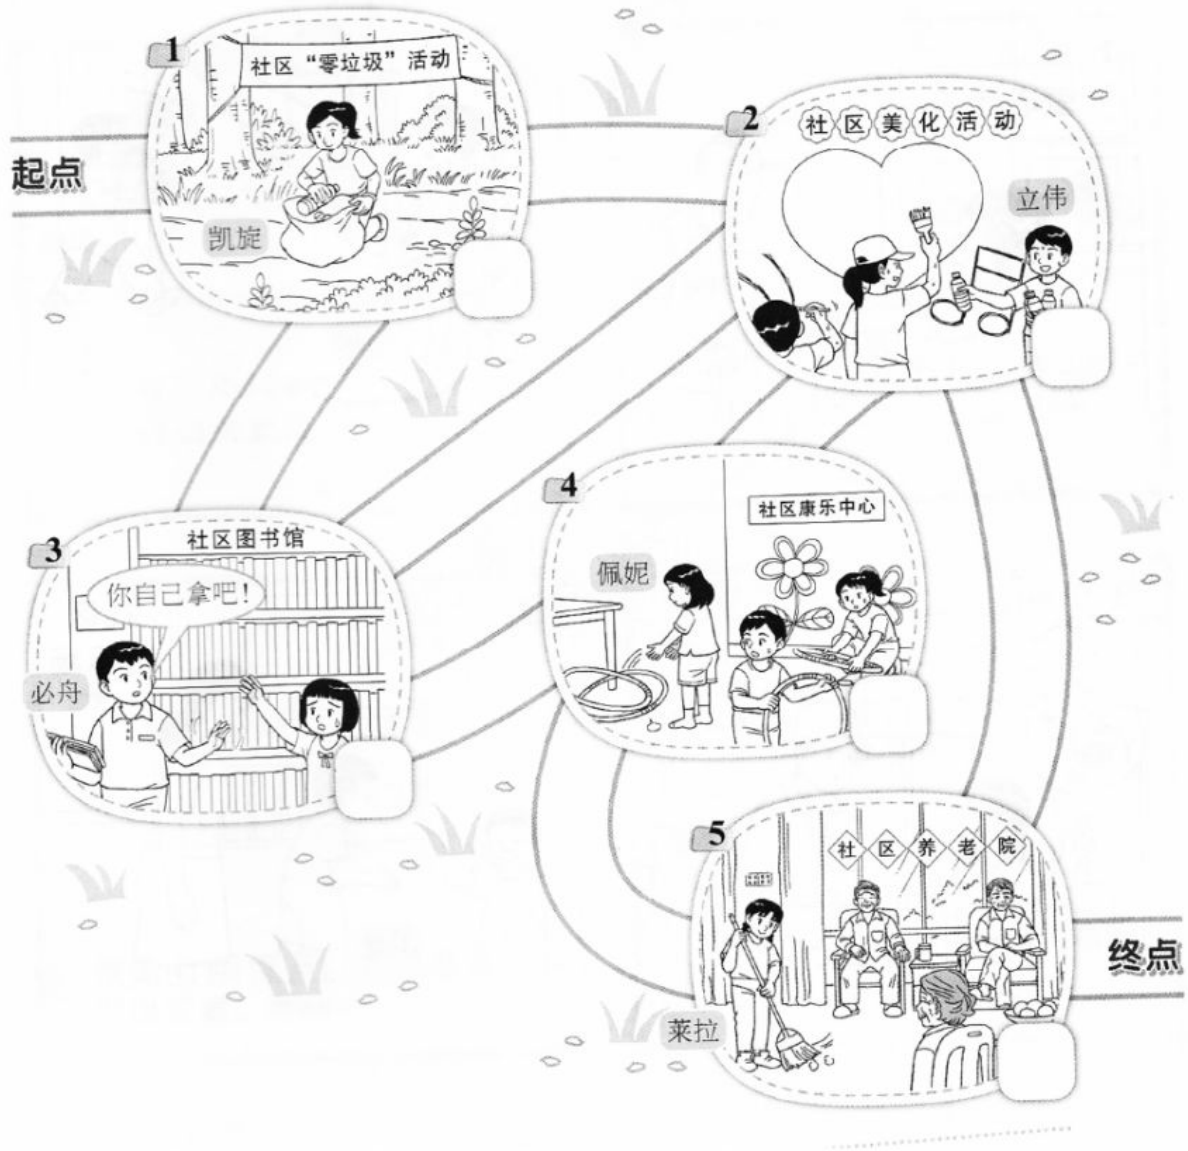 起点
1
社区“零垃圾”活动
凯旋
2
社区美化活动
立伟
3
社区图书馆
你自己拿吧！
必舟
4
社区康乐中心
佩妮
5
社区养老院
莱拉
终点